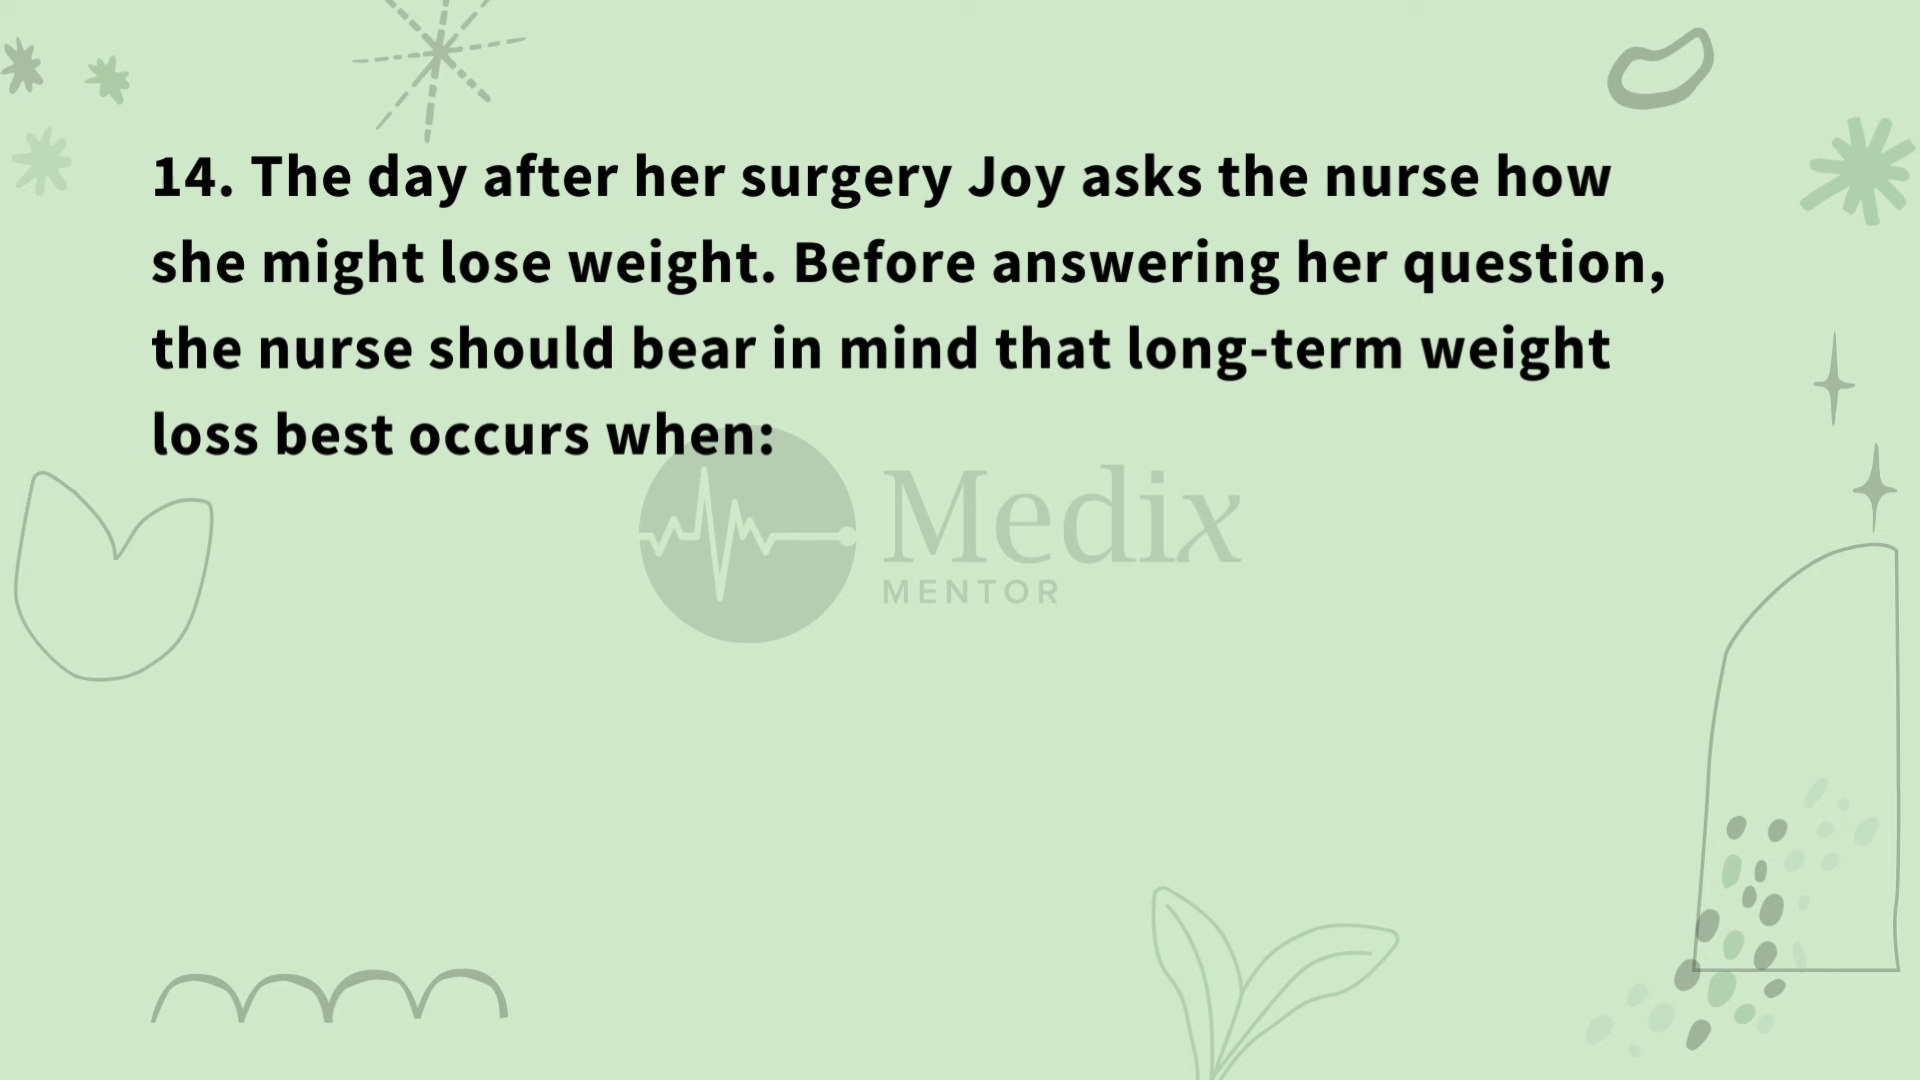 14. The day after her surgery Joy asks the nurse how
she might lose weight. Before answering her question,
the nurse should bear in mind that long-term weight
loss best occurs when:
Medix
MENTOR